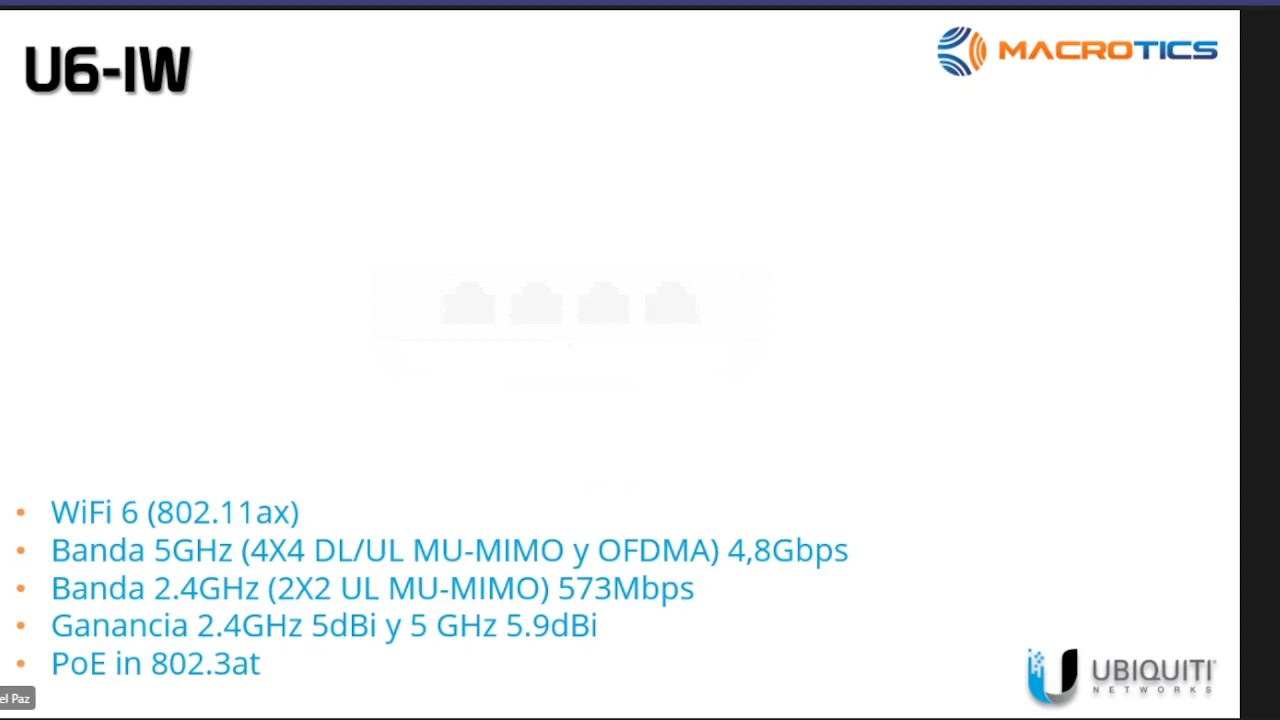 U6-IW
MACROTICS
• WiFi 6 (802.11ax)
• Banda 5GHz (4X4 DL/UL MU-MIMO y OFDMA) 4,8Gbps
• Banda 2.4GHz (2X2 UL MU-MIMO) 573Mbps
• Ganancia 2.4GHz 5dBi y 5 GHz 5.9dBi
• PoE in 802.3at
el Paz
UBIQUITI
NETWORKS